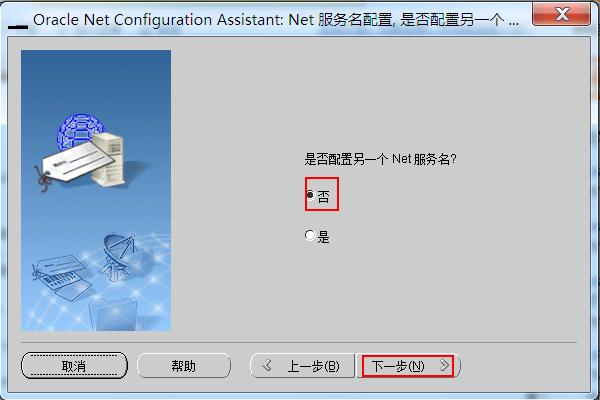 Oracle Net Configuration Assistant: Net 服务名配置, 是否配置另一个 ...
是否配置另一个 Net 服务名?
否
是
取消
帮助
上一步(B)
下一步(N)